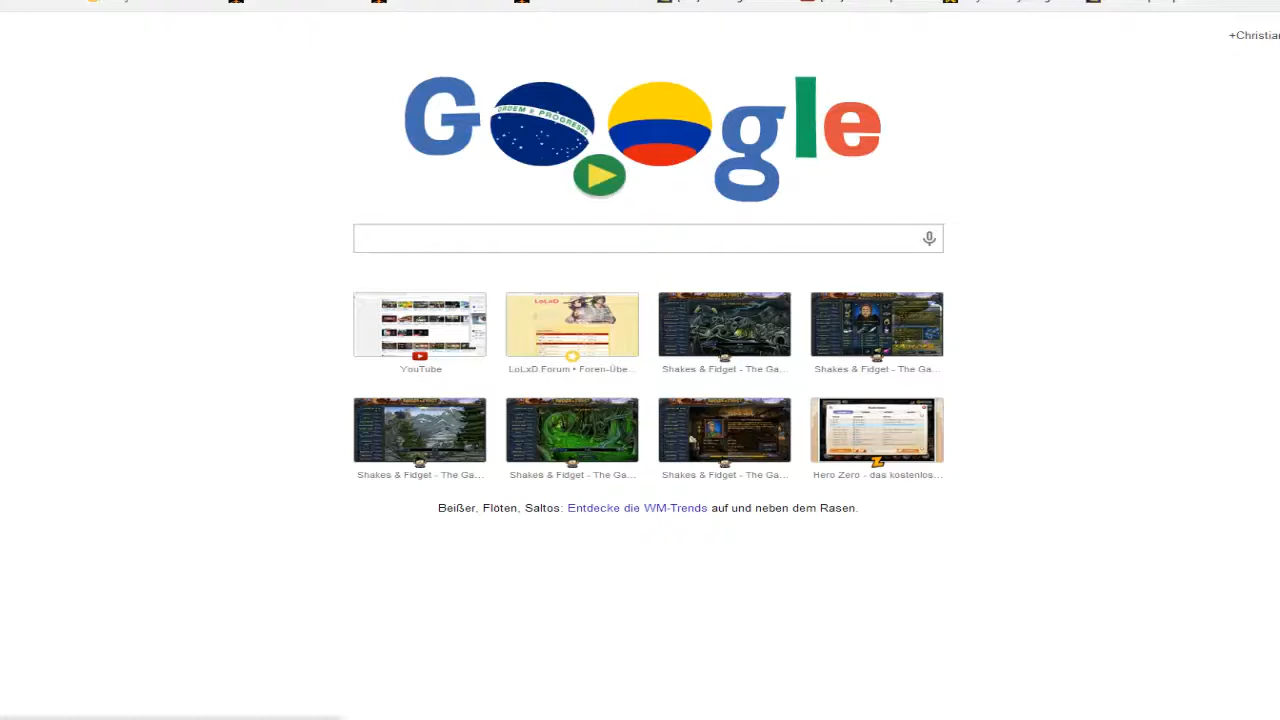 +Christian
Google
ORDEM E PROGRESSO
YouTube
LoLxD Forum • Foren-Übe...
Shakes & Fidget - The Ga...
Shakes & Fidget - The Ga...
Shakes & Fidget - The Ga...
Shakes & Fidget - The Ga...
Shakes & Fidget - The Ga...
Hero Zero - das kostenlos...
Beißer, Flöten, Saltos: Entdecke die WM-Trends auf und neben dem Rasen.